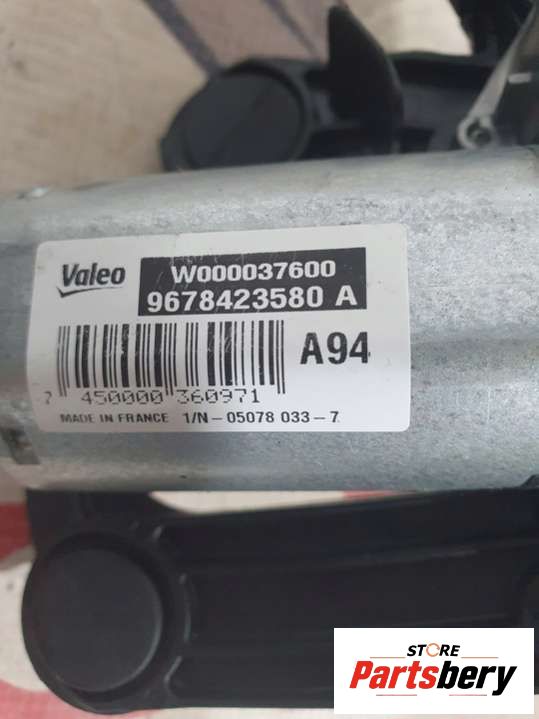 Valeo
W000037600
9678423580 A
A94
7 450000 360971
MADE IN FRANCE 1/N - 05078 033 - 7
STORE
Partsbery